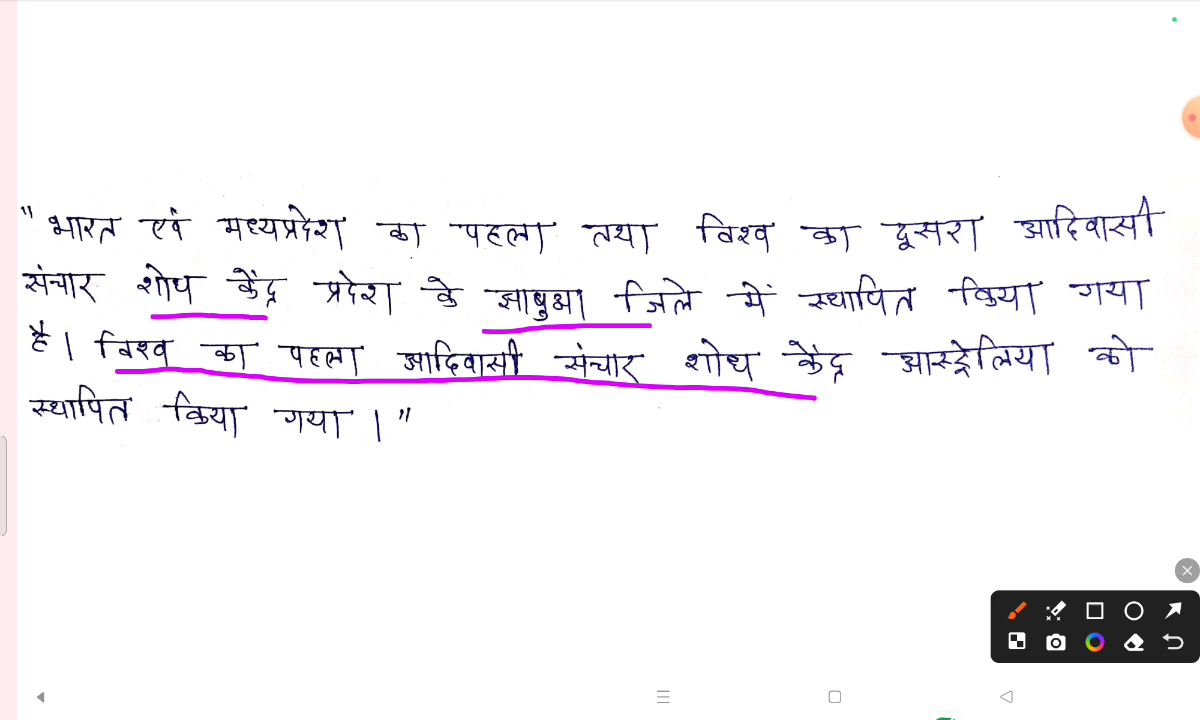 "भारत एवं मध्यप्रदेश का पहला तथा विश्व का दूसरा आदिवासी
संचार शोध केंद्र प्रदेश के झाबुआ जिले में स्थापित किया गया
है। विश्व का पहला आदिवासी संचार शोध केंद्र आस्ट्रेलिया को
स्थापित किया गया।"